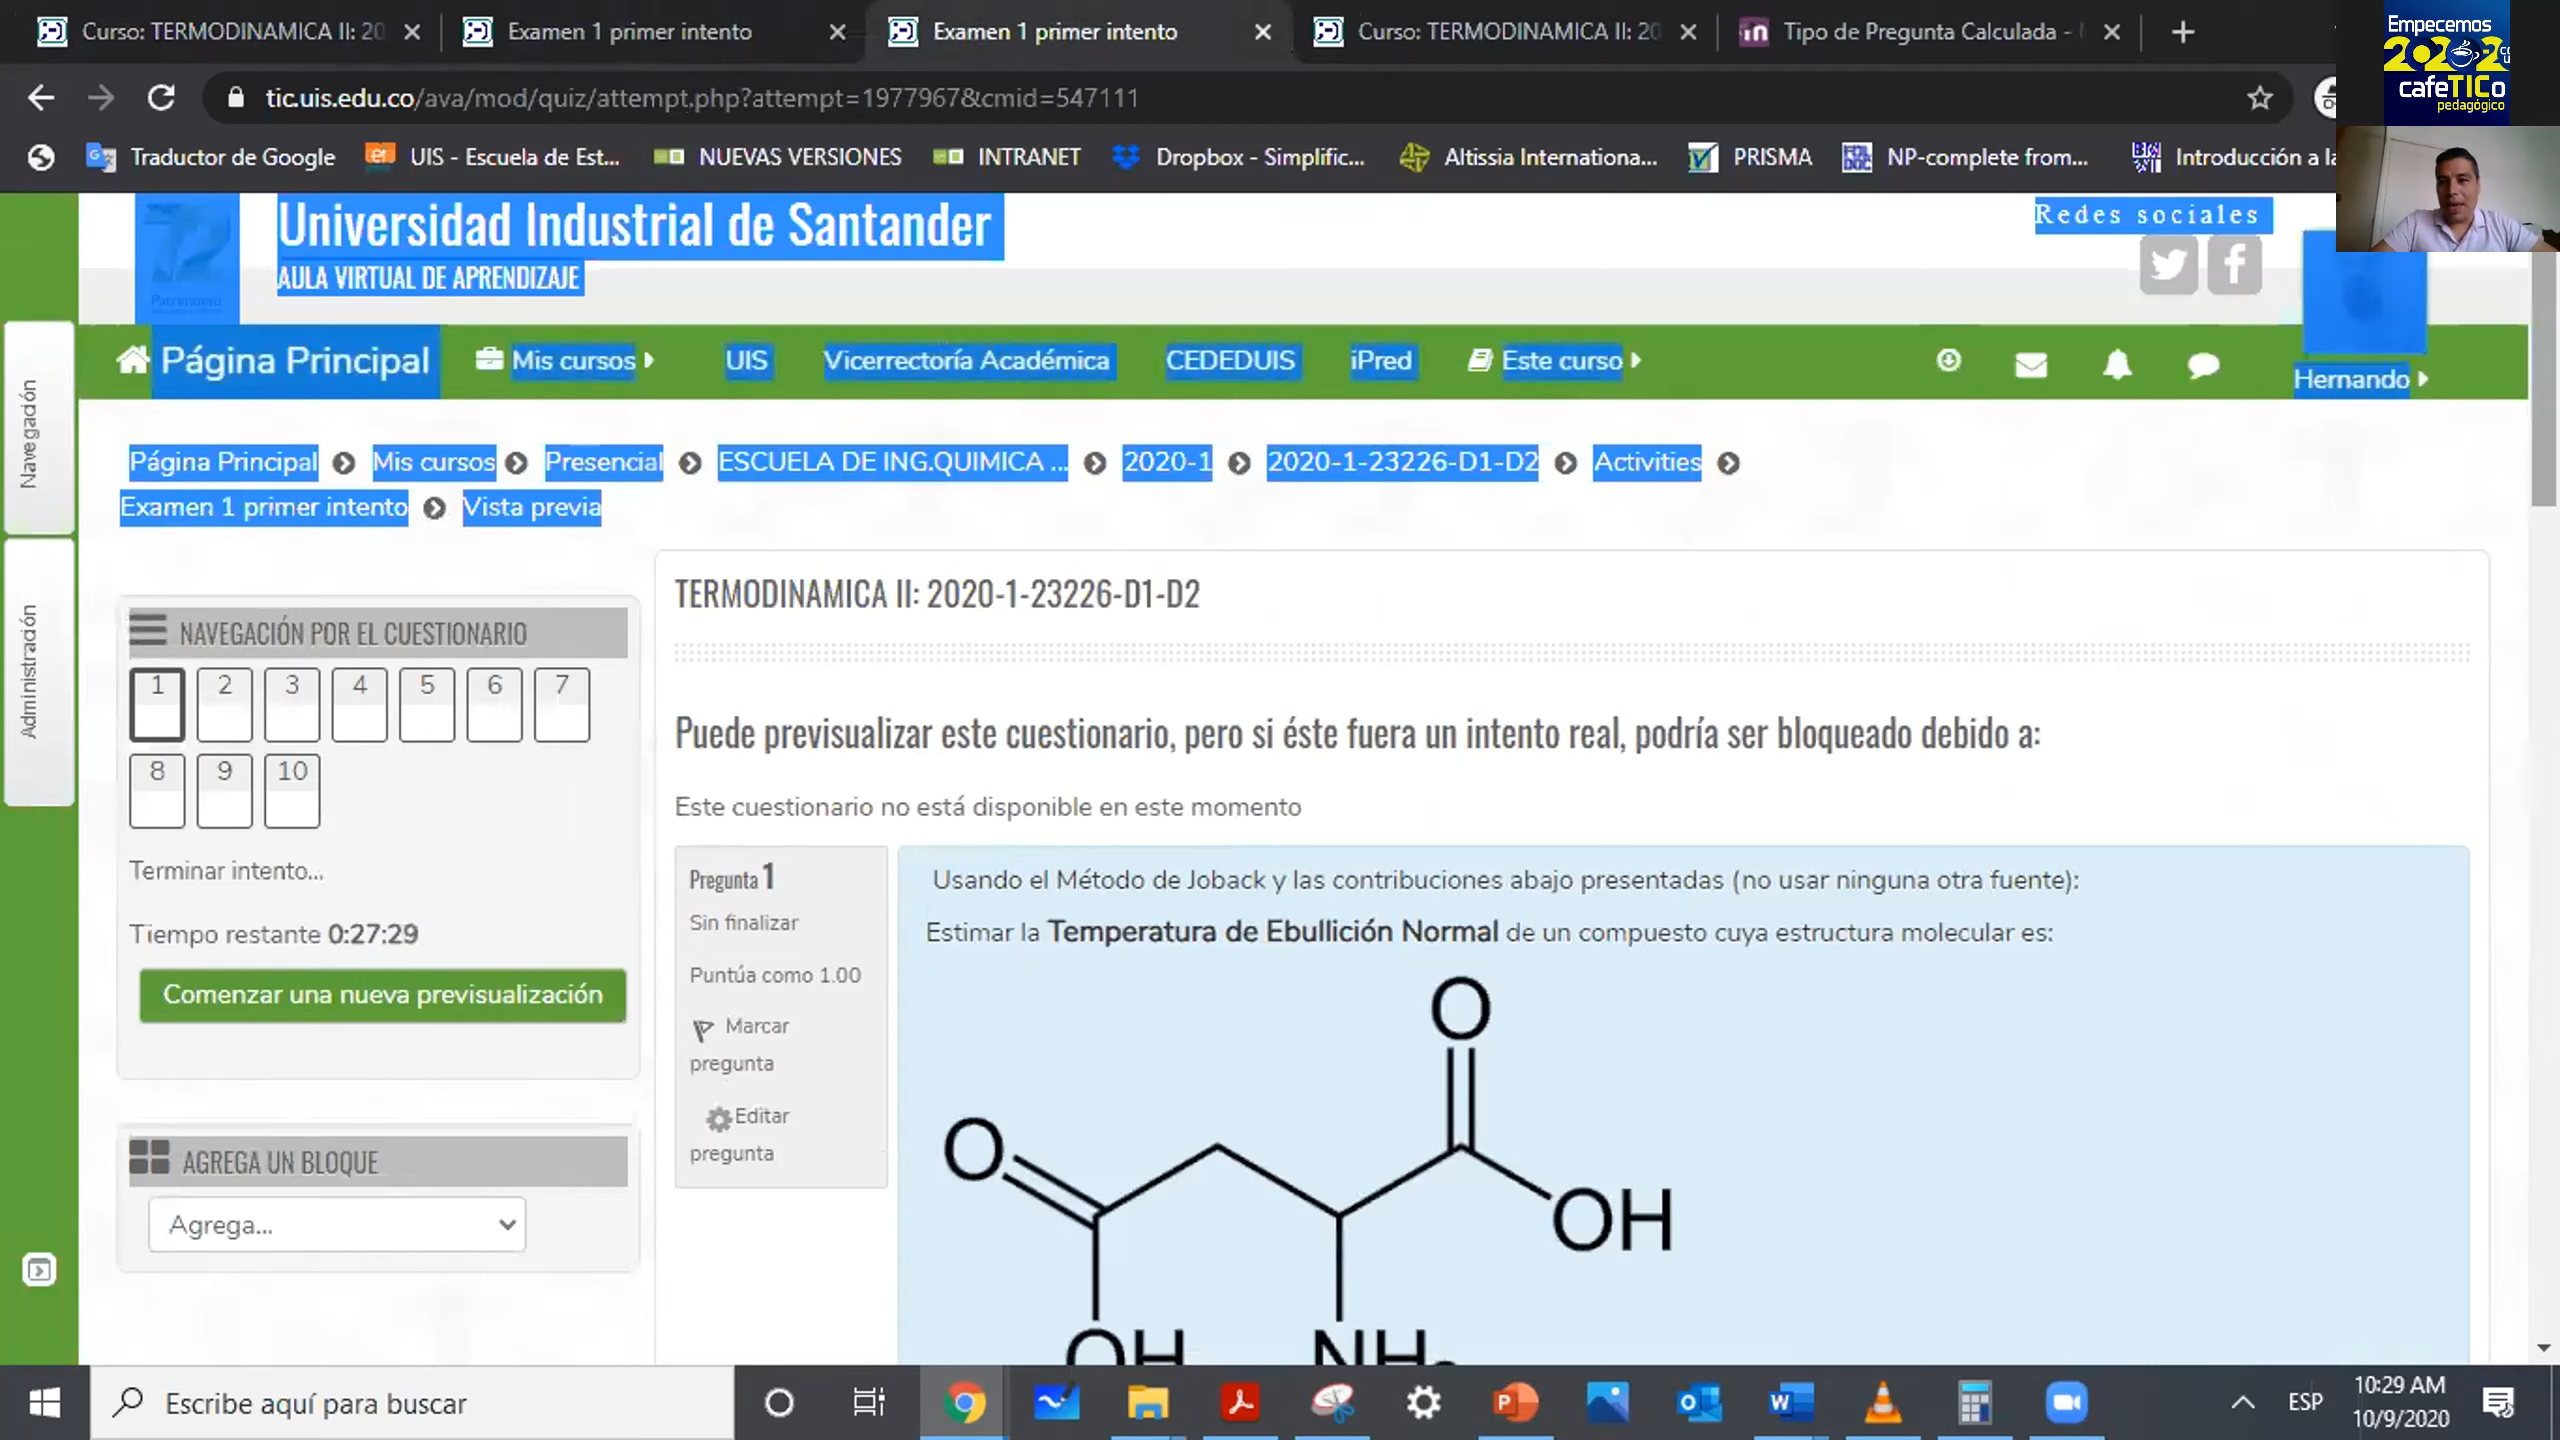 Curso: TERMODINAMICA II: 20
Examen 1 primer intento
Examen 1 primer intento
Curso: TERMODINAMICA II: 20
Tipo de Pregunta Calculada -
Empecemos
2020-2
cafeTICo
pedagógico
tic.uis.edu.co/ava/mod/quiz/attempt.php?attempt=1977967&cmid=547111
Traductor de Google
UIS - Escuela de Est...
NUEVAS VERSIONES
INTRANET
Dropbox - Simplific...
Altissia Internationa...
PRISMA
NP-complete from...
Introducción a la
Universidad Industrial de Santander
AULA VIRTUAL DE APRENDIZAJE
Redes sociales
Página Principal
Mis cursos
UIS
Vicerrectoría Académica
CEDEDUIS
iPred
Este curso
Hernando
Navegación
Administración
Página Principal
Mis cursos
Presencial
ESCUELA DE ING.QUIMICA ...
2020-1
2020-1-23226-D1-D2
Activities
Examen 1 primer intento
Vista previa
NAVEGACIÓN POR EL CUESTIONARIO
1 2 3 4 5 6 7
8 9 10
Terminar intento...
Tiempo restante 0:27:29
Comenzar una nueva previsualización
AGREGA UN BLOQUE
Agrega...
TERMODINAMICA II: 2020-1-23226-D1-D2
Puede previsualizar este cuestionario, pero si éste fuera un intento real, podría ser bloqueado debido a:
Este cuestionario no está disponible en este momento
Pregunta 1
Sin finalizar
Puntúa como 1.00
Marcar
pregunta
Editar
pregunta
Usando el Método de Joback y las contribuciones abajo presentadas (no usar ninguna otra fuente):
Estimar la Temperatura de Ebullición Normal de un compuesto cuya estructura molecular es:
O
O
OH
OH
NH2
Escribe aquí para buscar
ESP
10:29 AM
10/9/2020